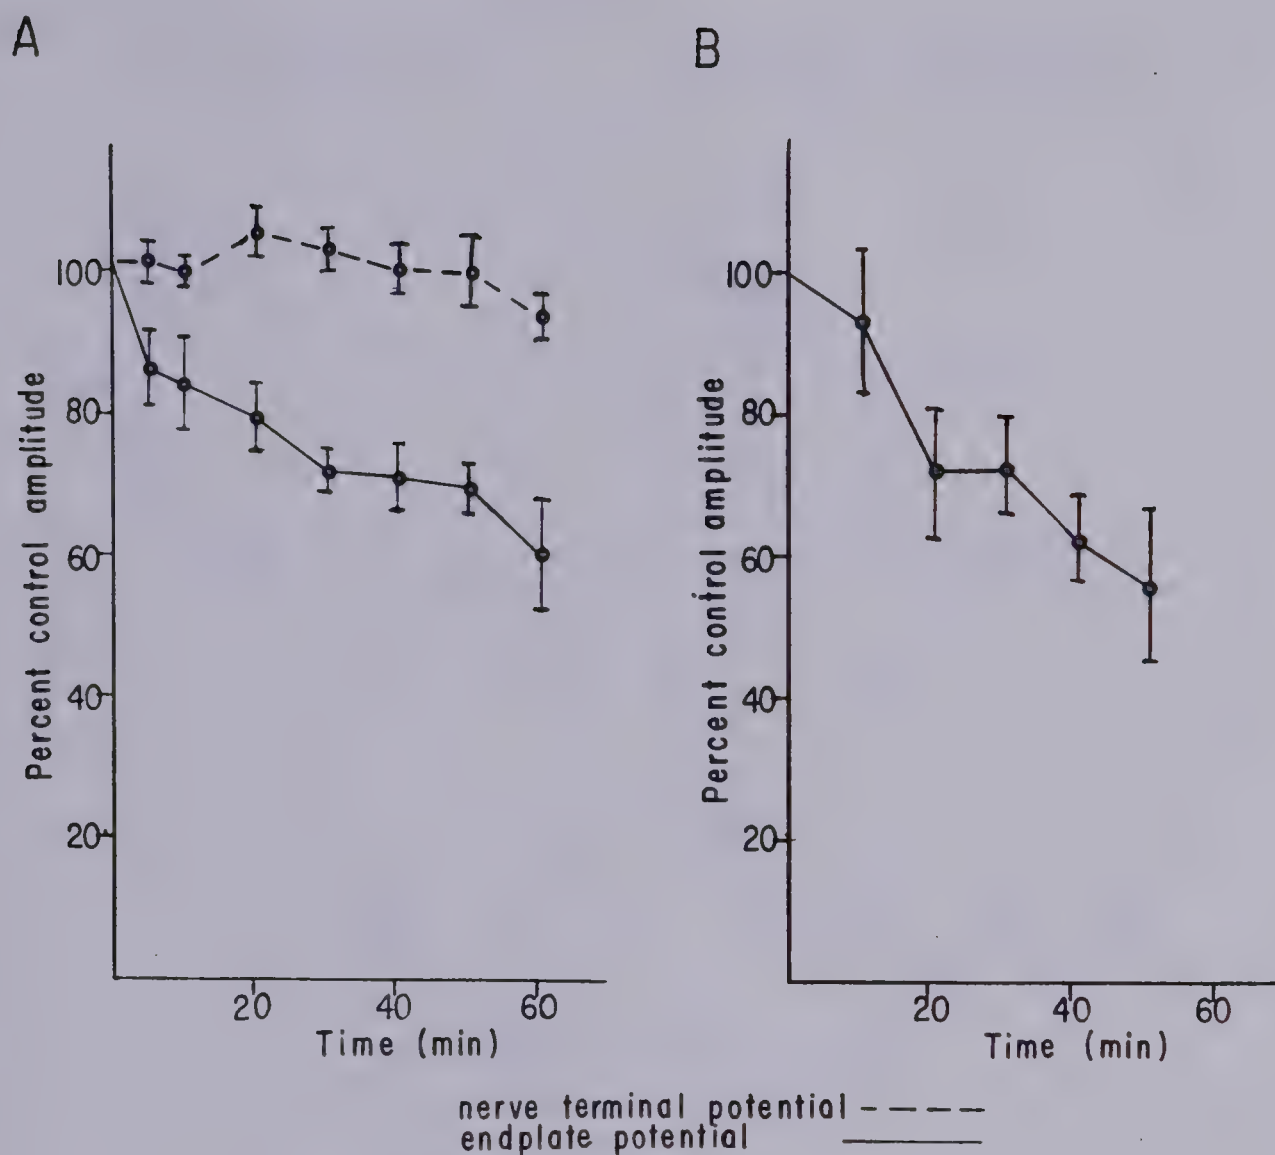 A
B
100
80
60
40
20
Percent control amplitude
20 40 60
Time (min)
100
80
60
40
20
Percent control amplitude
20 40 60
Time (min)
nerve terminal potential
endplate potential